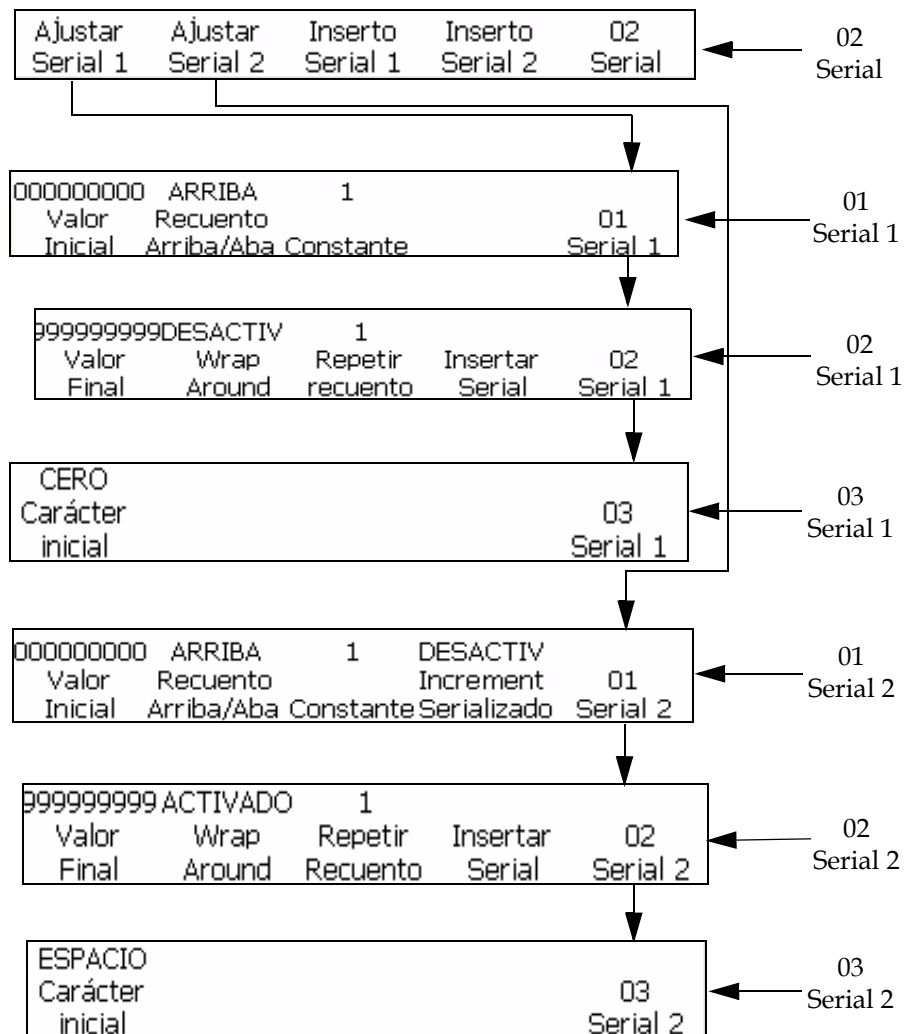 Ajustar Ajustar Inserto Inserto 02
Serial 1 Serial 2 Serial 1 Serial 2 Serial
02
Serial
000000000 ARRIBA 1
Valor Recuento 01
Inicial Arriba/Aba Constante Serial 1
01
Serial 1
999999999DESACTIV 1
Valor Wrap Repetir Insertar 02
Final Around recuento Serial Serial 1
02
Serial 1
CERO
Carácter 03
inicial Serial 1
03
Serial 1
000000000 ARRIBA 1 DESACTIV
Valor Recuento Increment 01
Inicial Arriba/Aba Constante Serializado Serial 2
01
Serial 2
999999999 ACTIVADO 1
Valor Wrap Repetir Insertar 02
Final Around Recuento Serial Serial 2
02
Serial 2
ESPACIO
Carácter 03
inicial Serial 2
03
Serial 2